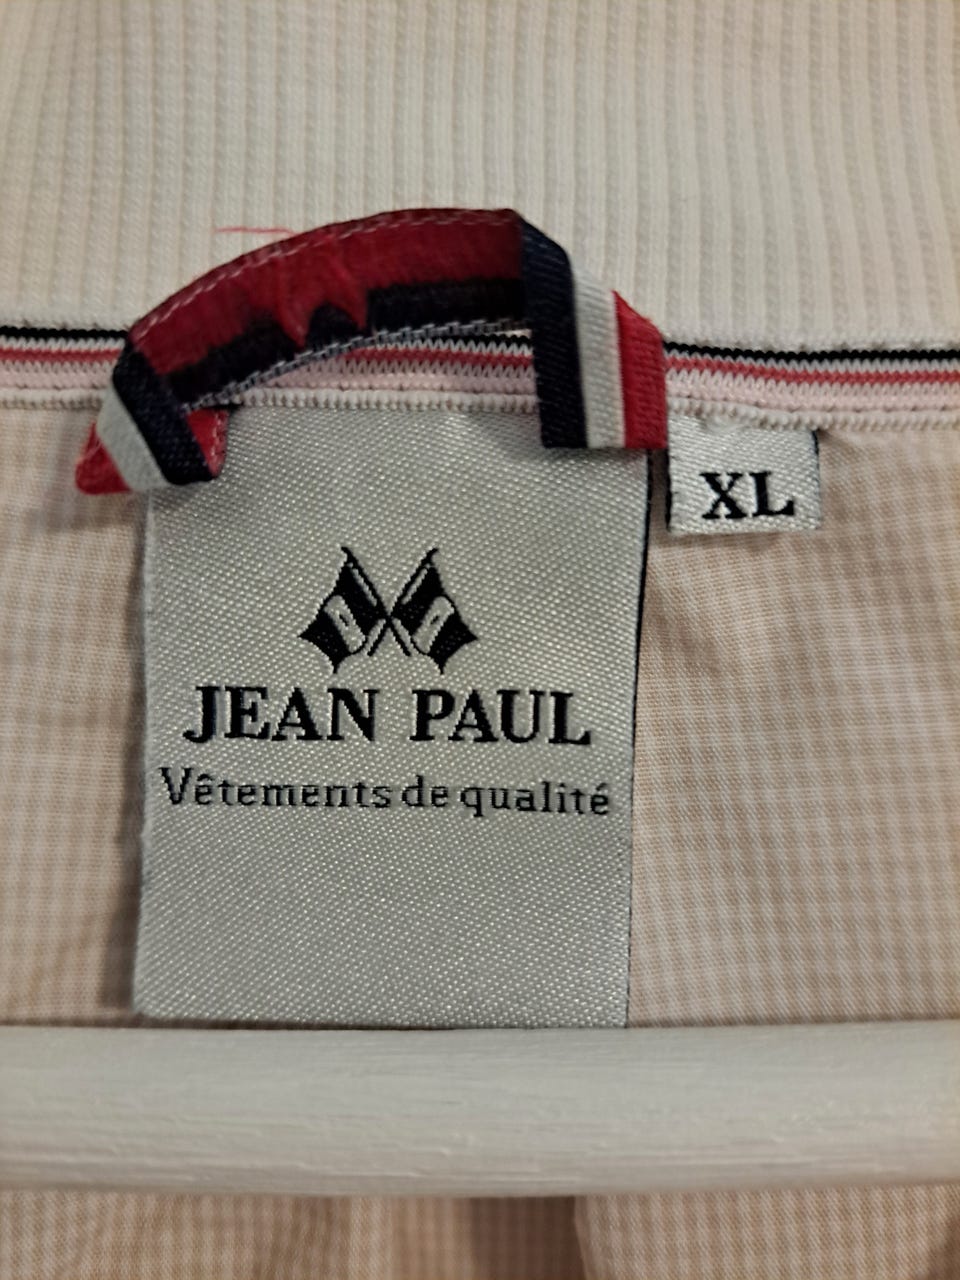 XL
JEAN PAUL
Vêtements de qualité